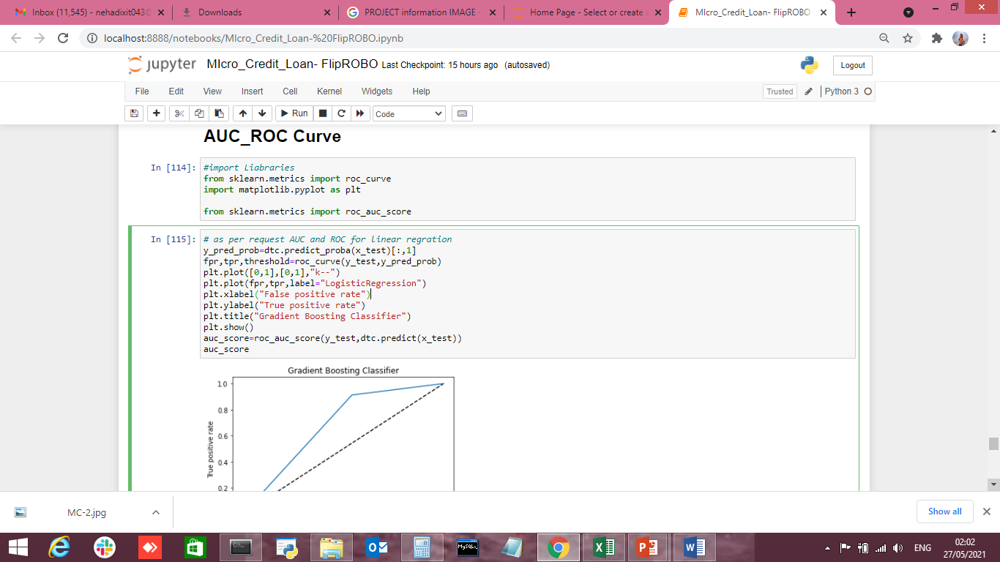 Inbox (11,545) - nehadixit043@
Downloads
PROJECT information IMAGE -
Home Page - Select or create a
MIcro_Credit_Loan- FlipROBO
localhost:8888/notebooks/MIcro_Credit_Loan-%20FlipROBO.ipynb
jupyter MIcro_Credit_Loan- FlipROBO Last Checkpoint: 15 hours ago (autosaved)
Logout
File Edit View Insert Cell Kernel Widgets Help
Trusted Python 3
Run Code
AUC_ROC Curve
In [114]: #import Liabraries
from sklearn.metrics import roc_curve
import matplotlib.pyplot as plt
from sklearn.metrics import roc_auc_score
In [115]: # as per request AUC and ROC for linear regration
y_pred_prob=dtc.predict_proba(x_test)[:,1]
fpr,tpr,threshold=roc_curve(y_test,y_pred_prob)
plt.plot([0,1],[0,1],"k--")
plt.plot(fpr,tpr,label="LogisticRegression")
plt.xlabel("False positive rate")
plt.ylabel("True positive rate")
plt.title("Gradient Boosting Classifier")
plt.show()
auc_score=roc_auc_score(y_test,dtc.predict(x_test))
auc_score
Gradient Boosting Classifier
1.0
0.8
0.6
0.4
0.2
True positive rate
MC-2.jpg
Show all
C:\_
MySQL
ENG
02:02
27/05/2021